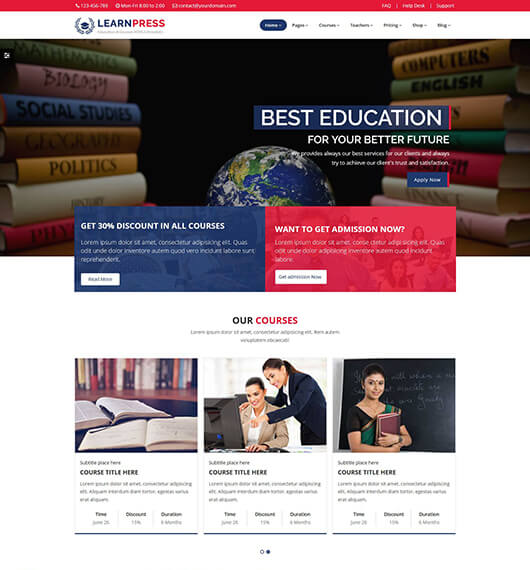 123-456-789 Mon-Fri 8:00 to 2:00 contact@yourdomain.com FAQ | Help Desk | Support
LEARNPRESS
Home Pages Courses Teachers Pricing Shop Blog
COMPUTERS
BIOLOGY
ENGLISH
SOCIAL STUDIES
GEOGRAPHY
POLITICS
PHYSICS
BEST EDUCATION
FOR YOUR BETTER FUTURE
We provides always our best services for our clients and always
try to achieve our client's trust and satisfaction.
Apply Now
GET 30% DISCOUNT IN ALL COURSES
Lorem ipsum dolor sit amet, consectetur adipisicing elit. Quas
odit unde inventore autem quasi vero vero incidunt labore sunt
reprehenderit.
Read More
WANT TO GET ADMISSION NOW?
Lorem ipsum dolor sit amet, conse ctetur adipisicing elit. Quas
odit unde inventore autem quasi vero incidunt labore
Get admission Now
OUR COURSES
Lorem ipsum dolor sit amet, consectetur adipisicing elit. Rem autem
voluptatem obcaecati!
Subtitle place here
COURSE TITLE HERE
Lorem ipsum dolor sit amet, consectetur adipisicing
elit. Aliquam interdum diam tortor, egestas varius
erat aliquam.
Time Discount Duration
June 26 15% 6 Months
Subtitle place here
COURSE TITLE HERE
Lorem ipsum dolor sit amet, consectetur adipisicing
elit. Aliquam interdum diam tortor, egestas varius
erat aliquam.
Time Discount Duration
June 26 15% 6 Months
Subtitle place here
COURSE TITLE HERE
Lorem ipsum dolor sit amet, consectetur adipisicing
elit. Aliquam interdum diam tortor, egestas varius
erat aliquam.
Time Discount Duration
June 26 15% 6 Months